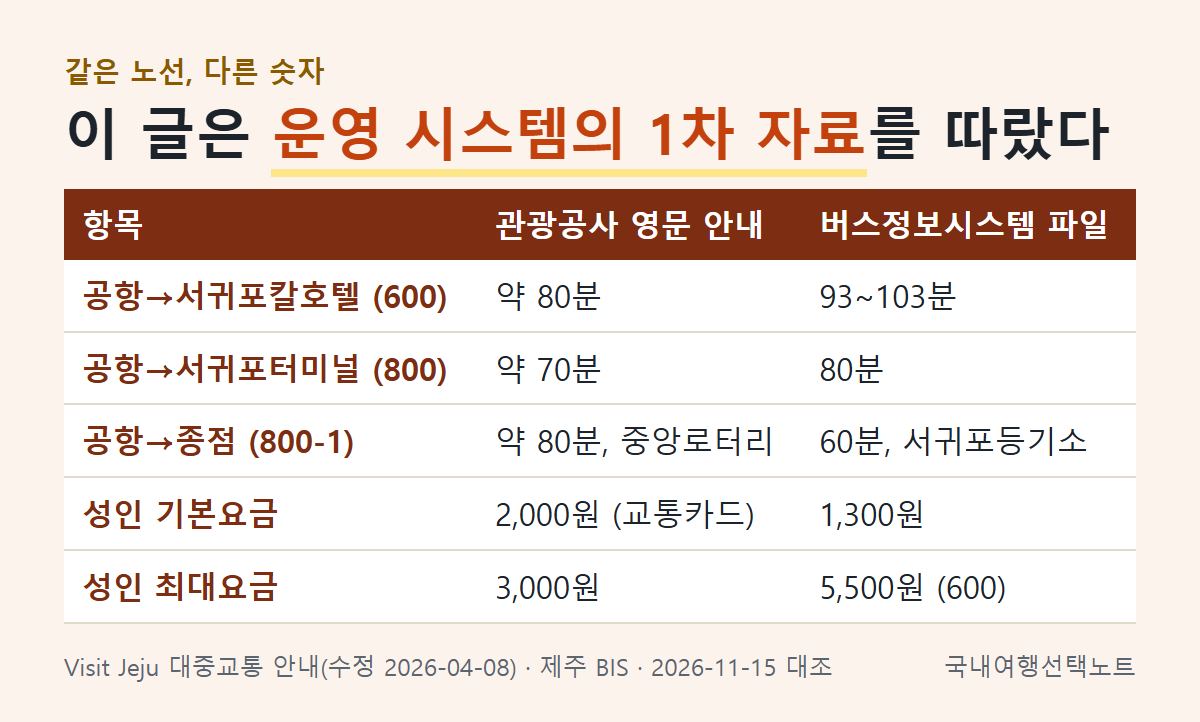 같은 노선, 다른 숫자
이 글은 운영 시스템의 1차 자료를 따랐다
항목 관광공사 영문 안내 버스정보시스템 파일
공항→서귀포칼호텔 (600) 약 80분 93~103분
공항→서귀포터미널 (800) 약 70분 80분
공항→종점 (800-1) 약 80분, 중앙로터리 60분, 서귀포등기소
성인 기본요금 2,000원 (교통카드) 1,300원
성인 최대요금 3,000원 5,500원 (600)
Visit Jeju 대중교통 안내(수정 2026-04-08) · 제주 BIS · 2026-11-15 대조 국내여행선택노트